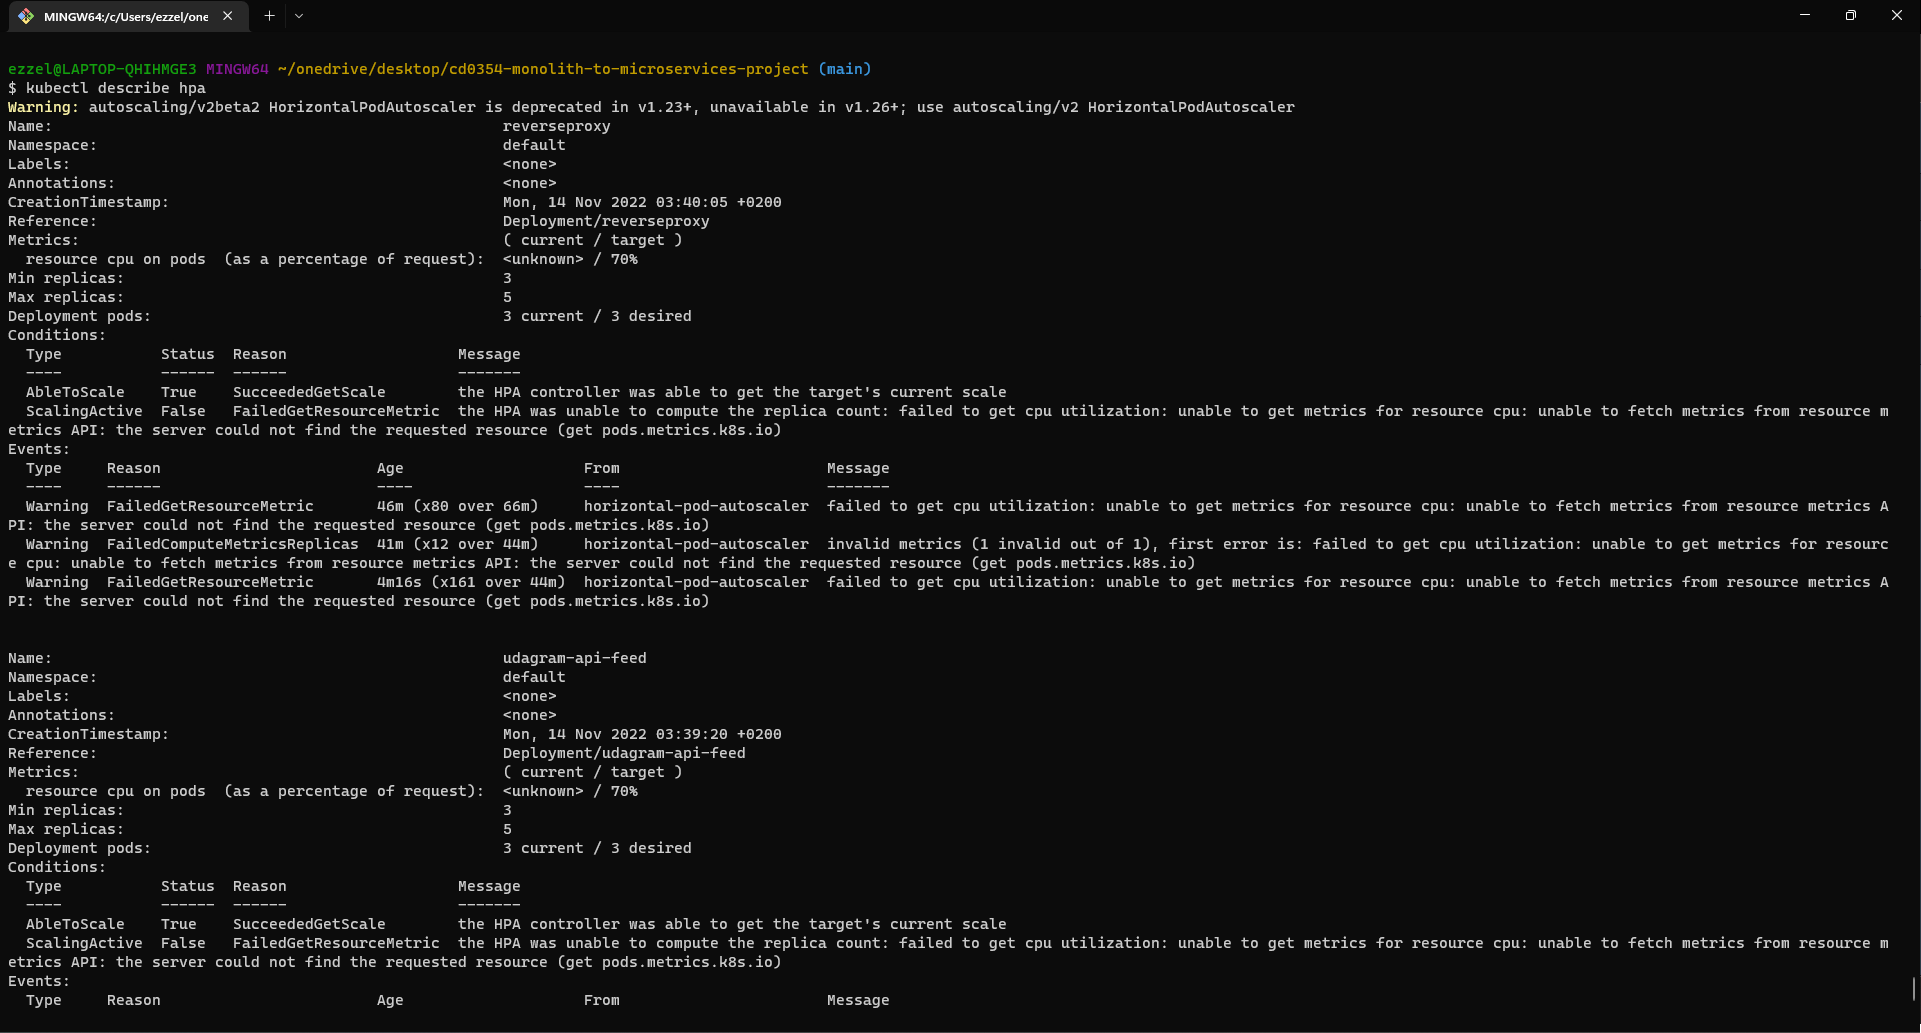 MINGW64:/c/Users/ezzel/one
ezzel@LAPTOP-QHIHMGE3 MINGW64 ~/onedrive/desktop/cd0354-monolith-to-microservices-project (main)
$ kubectl describe hpa
Warning: autoscaling/v2beta2 HorizontalPodAutoscaler is deprecated in v1.23+, unavailable in v1.26+; use autoscaling/v2 HorizontalPodAutoscaler
Name: reverseproxy
Namespace: default
Labels: <none>
Annotations: <none>
CreationTimestamp: Mon, 14 Nov 2022 03:40:05 +0200
Reference: Deployment/reverseproxy
Metrics: ( current / target )
resource cpu on pods (as a percentage of request): <unknown> / 70%
Min replicas: 3
Max replicas: 5
Deployment pods: 3 current / 3 desired
Conditions:
Type Status Reason Message
---- ------ ------ -------
AbleToScale True SucceededGetScale the HPA controller was able to get the target's current scale
ScalingActive False FailedGetResourceMetric the HPA was unable to compute the replica count: failed to get cpu utilization: unable to get metrics for resource cpu: unable to fetch metrics from resource m
etrics API: the server could not find the requested resource (get pods.metrics.k8s.io)
Events:
Type Reason Age From Message
---- ------ ---- ---- -------
Warning FailedGetResourceMetric 46m (x80 over 66m) horizontal-pod-autoscaler failed to get cpu utilization: unable to get metrics for resource cpu: unable to fetch metrics from resource metrics A
PI: the server could not find the requested resource (get pods.metrics.k8s.io)
Warning FailedComputeMetricsReplicas 41m (x12 over 44m) horizontal-pod-autoscaler invalid metrics (1 invalid out of 1), first error is: failed to get cpu utilization: unable to get metrics for resourc
e cpu: unable to fetch metrics from resource metrics API: the server could not find the requested resource (get pods.metrics.k8s.io)
Warning FailedGetResourceMetric 4m16s (x161 over 44m) horizontal-pod-autoscaler failed to get cpu utilization: unable to get metrics for resource cpu: unable to fetch metrics from resource metrics A
PI: the server could not find the requested resource (get pods.metrics.k8s.io)
Name: udagram-api-feed
Namespace: default
Labels: <none>
Annotations: <none>
CreationTimestamp: Mon, 14 Nov 2022 03:39:20 +0200
Reference: Deployment/udagram-api-feed
Metrics: ( current / target )
resource cpu on pods (as a percentage of request): <unknown> / 70%
Min replicas: 3
Max replicas: 5
Deployment pods: 3 current / 3 desired
Conditions:
Type Status Reason Message
---- ------ ------ -------
AbleToScale True SucceededGetScale the HPA controller was able to get the target's current scale
ScalingActive False FailedGetResourceMetric the HPA was unable to compute the replica count: failed to get cpu utilization: unable to get metrics for resource cpu: unable to fetch metrics from resource m
etrics API: the server could not find the requested resource (get pods.metrics.k8s.io)
Events:
Type Reason Age From Message